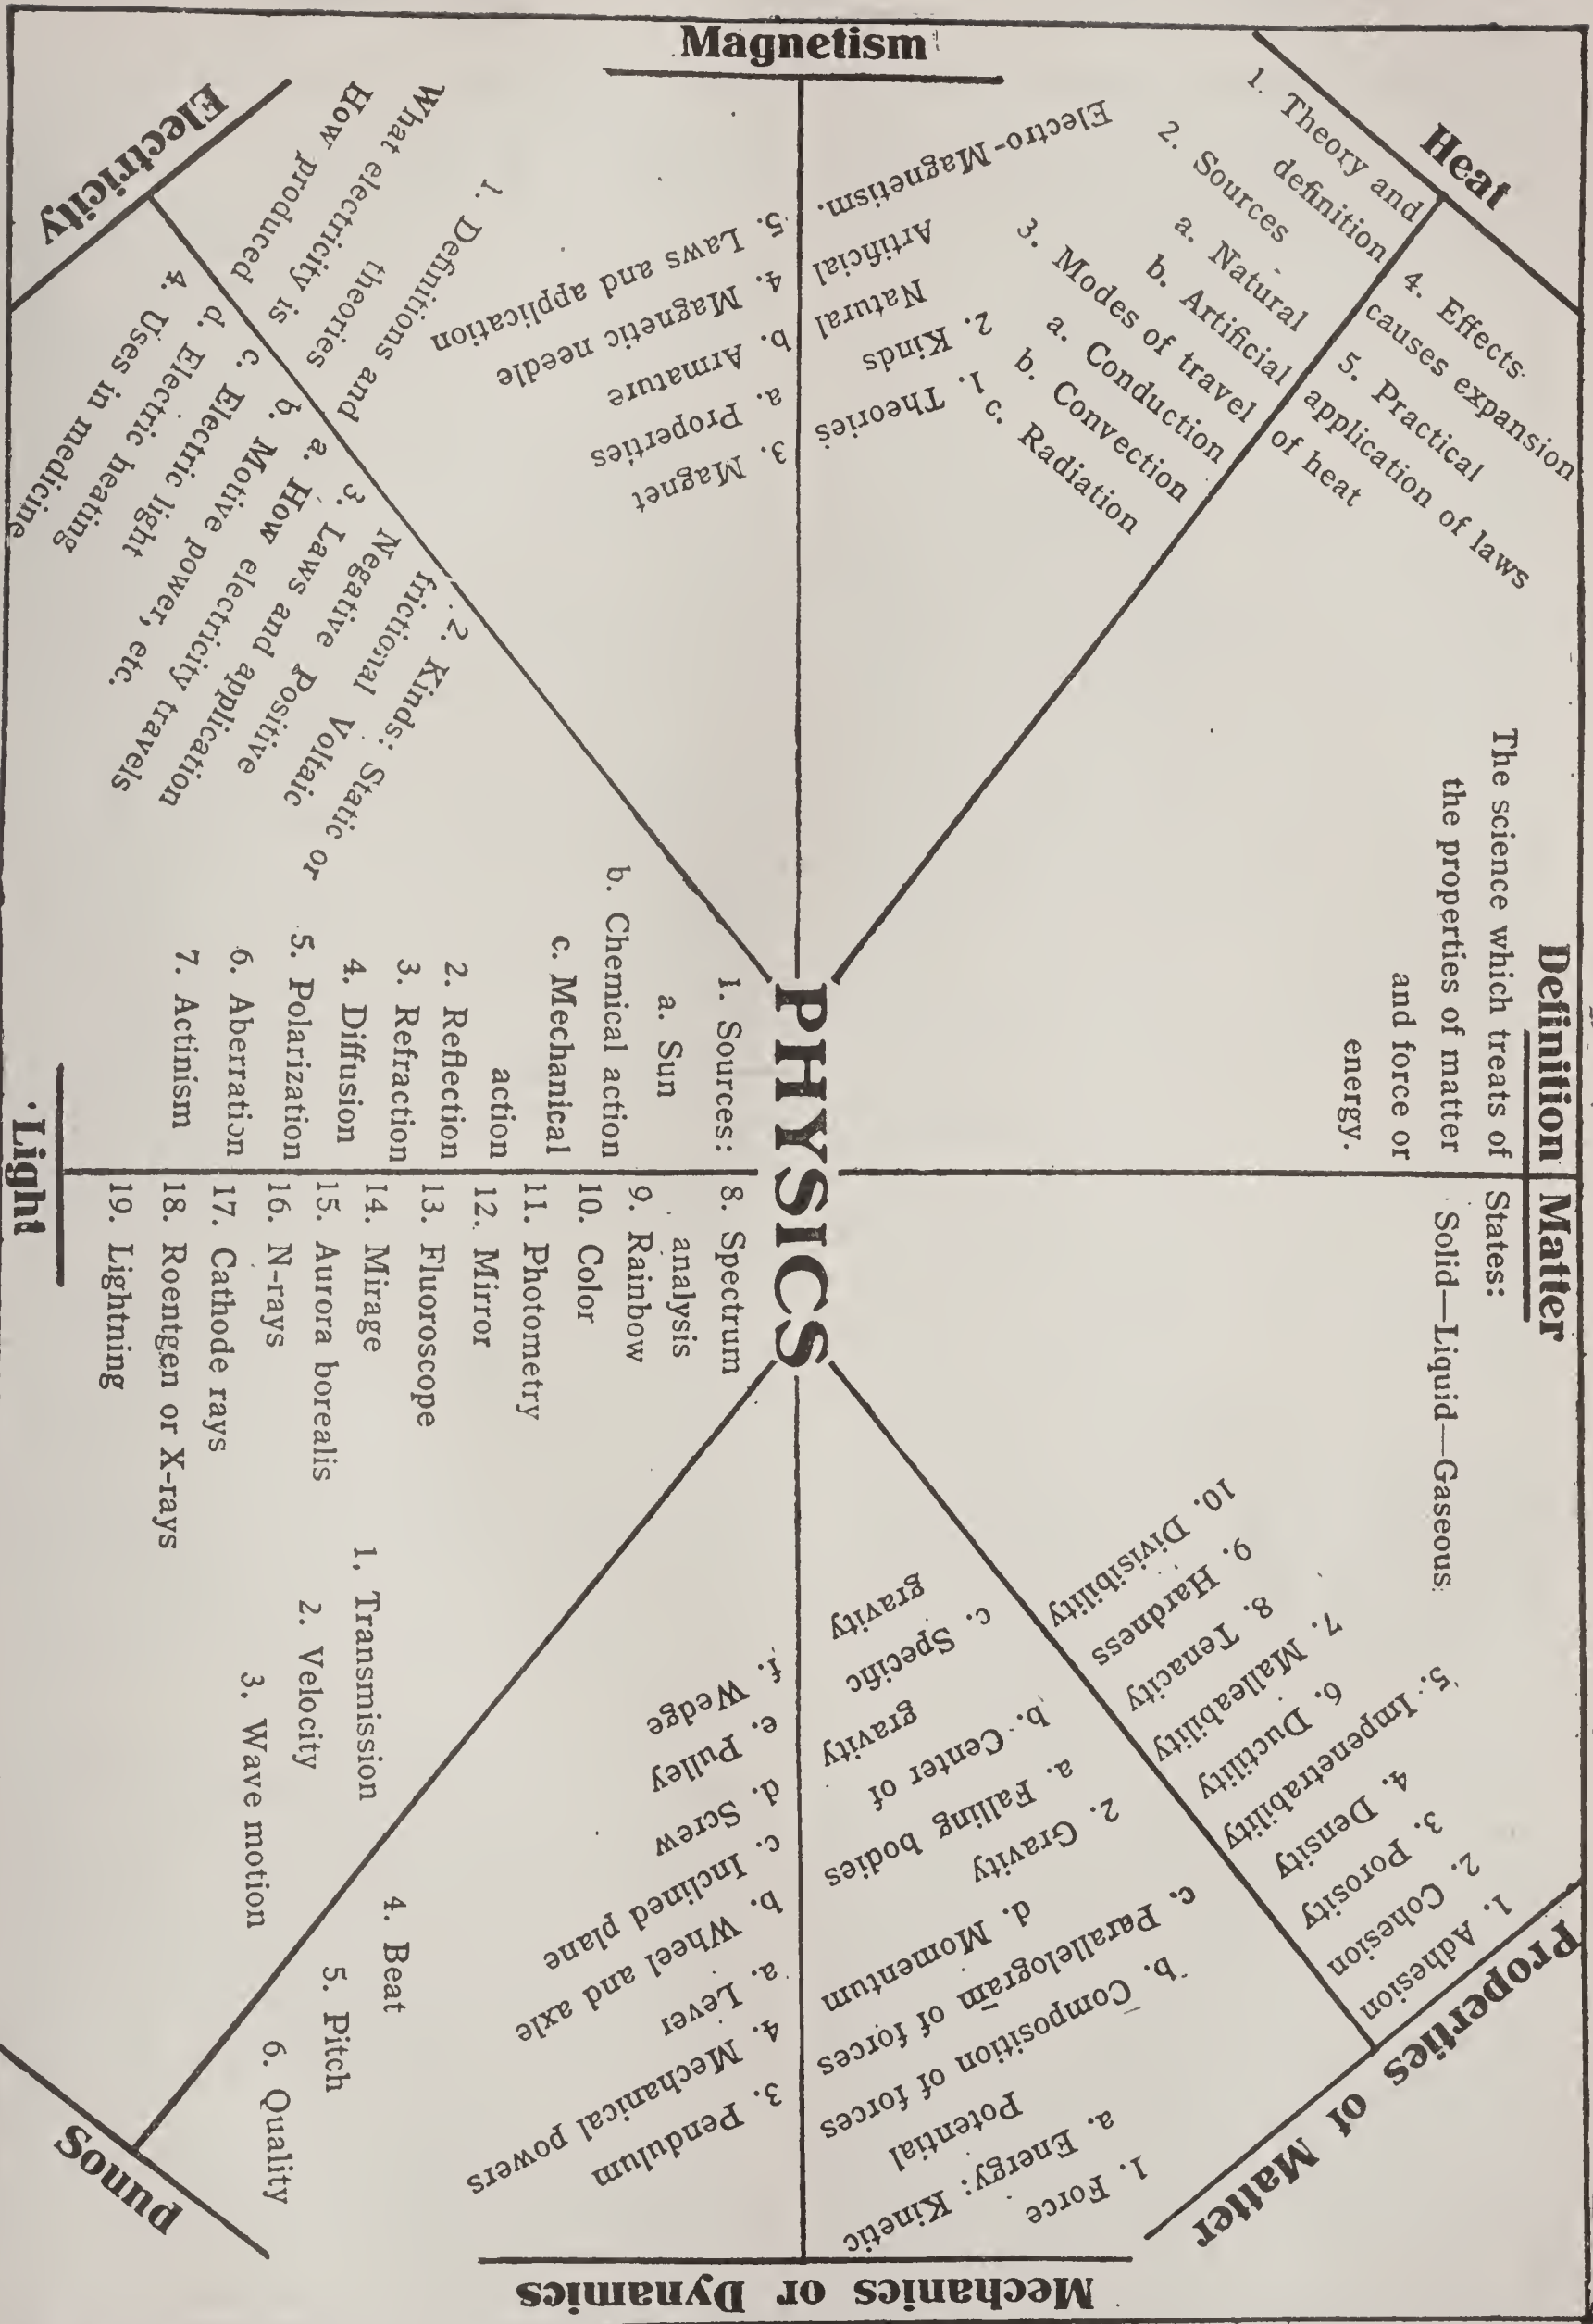 PHYSICS
Definition
The science which treats of
the properties of matter
and force or
energy.
Matter
States:
Solid—Liquid—Gaseous
Properties of Matter
1. Adhesion
2. Cohesion
3. Porosity
4. Density
5. Impenetrability
6. Ductility
7. Malleability
8. Tenacity
9. Hardness
10. Divisibility
Mechanics or Dynamics
1. Force
a. Energy: Kinetic
Potential
b. Composition of forces
c. Parallelogram of forces
d. Momentum
2. Gravity
a. Falling bodies
b. Center of
gravity
c. Specific
gravity
3. Pendulum
4. Mechanical powers
a. Lever
b. Wheel and axle
c. Inclined plane
d. Screw
e. Pulley
f. Wedge
Sound
1. Transmission
2. Velocity
3. Wave motion
4. Beat
5. Pitch
6. Quality
Light
1. Sources:
a. Sun
b. Chemical action
c. Mechanical
action
2. Reflection
3. Refraction
4. Diffusion
5. Polarization
6. Aberration
7. Actinism
8. Spectrum
analysis
9. Rainbow
10. Color
11. Photometry
12. Mirror
13. Fluoroscope
14. Mirage
15. Aurora borealis
16. N-rays
17. Cathode rays
18. Roentgen or X-rays
19. Lightning
Electricity
1. Definitions and
theories
What electricity is
How produced
2. Kinds: Static or
frictional Voltaic
Negative Positive
3. Laws and application
a. How electricity travels
b. Motive power, etc.
c. Electric light
d. Electric heating
4. Uses in medicine
Magnetism
1. Theories
2. Kinds
Natural
Artificial
Electro-Magnetism.
3. Magnet
a. Properties
b. Armature
4. Magnetic needle
5. Laws and application
Heat
1. Theory and
definition
2. Sources
a. Natural
b. Artificial
3. Modes of travel
a. Conduction
b. Convection
c. Radiation
4. Effects
causes expansion
5. Practical
application of laws
of heat